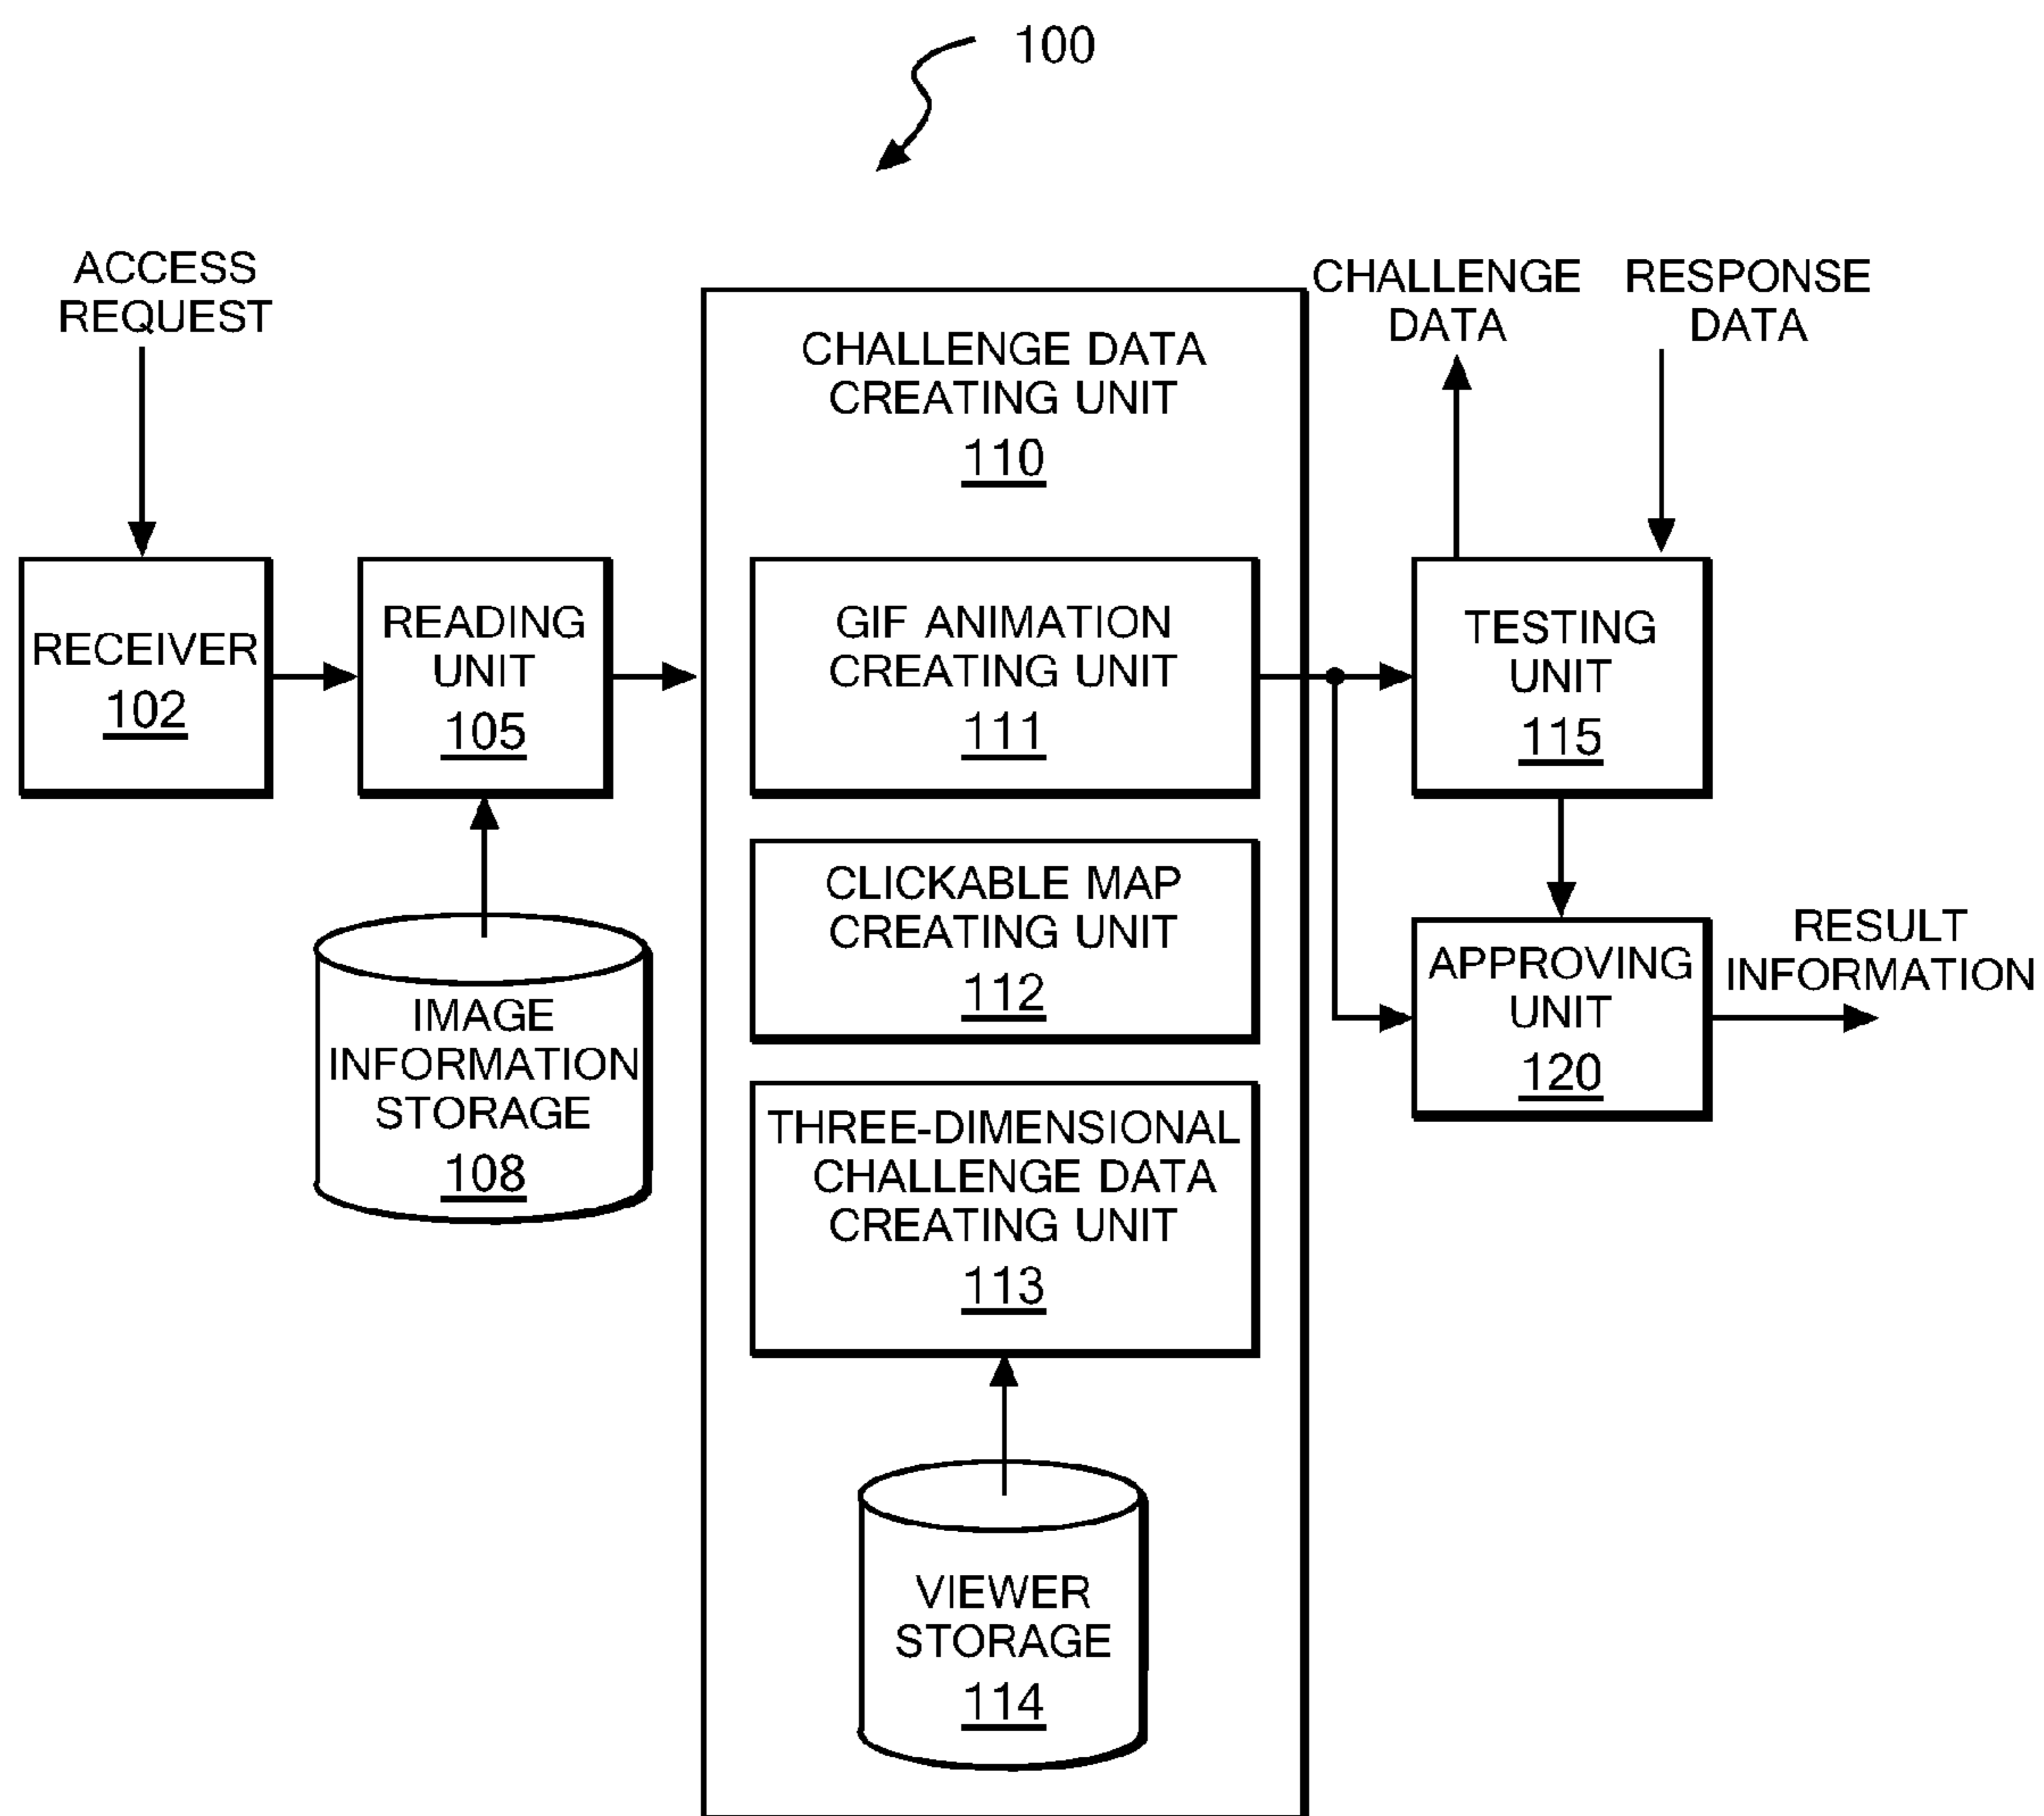 100
ACCESS
REQUEST
RECEIVER
102
READING
UNIT
105
IMAGE
INFORMATION
STORAGE
108
CHALLENGE DATA
CREATING UNIT
110
GIF ANIMATION
CREATING UNIT
111
CLICKABLE MAP
CREATING UNIT
112
THREE-DIMENSIONAL
CHALLENGE DATA
CREATING UNIT
113
VIEWER
STORAGE
114
CHALLENGE
DATA
RESPONSE
DATA
TESTING
UNIT
115
APPROVING
UNIT
120
RESULT
INFORMATION